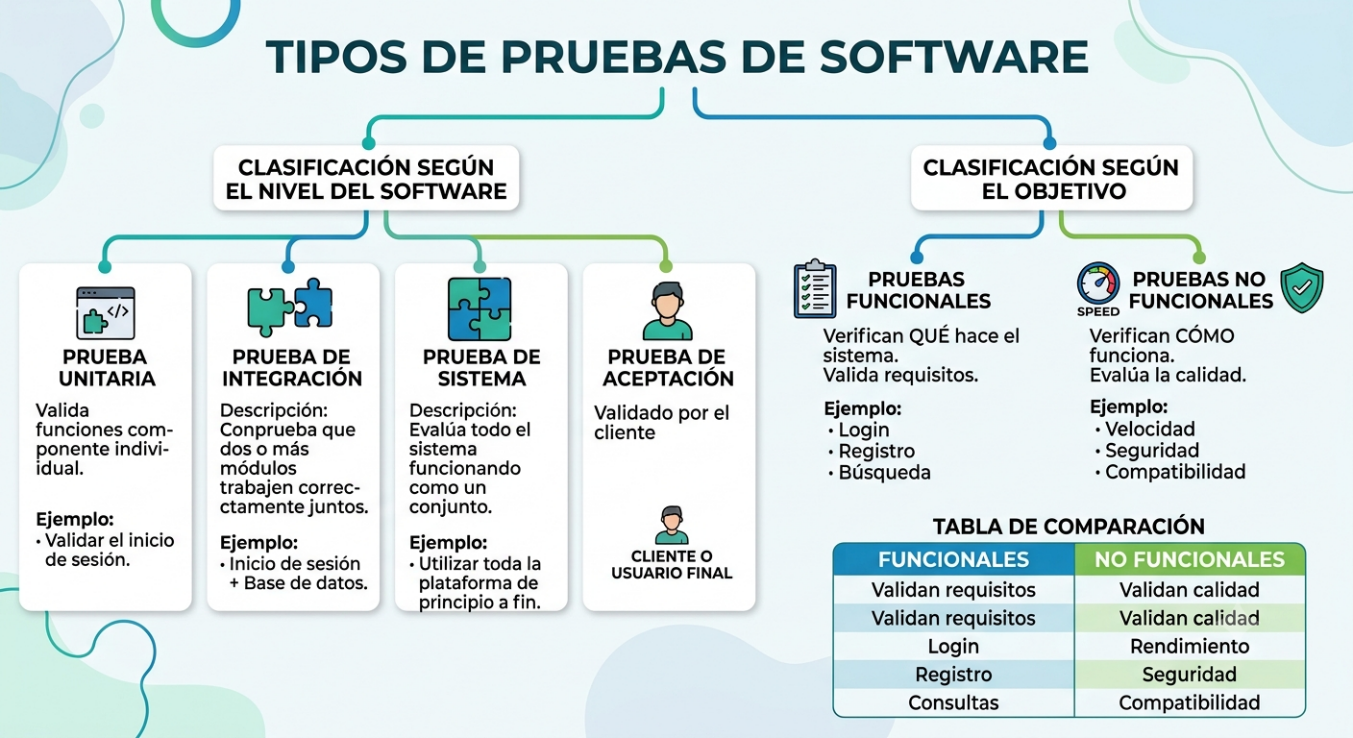 TIPOS DE PRUEBAS DE SOFTWARE
CLASIFICACIÓN SEGÚN
EL NIVEL DEL SOFTWARE
</>
PRUEBA
UNITARIA
Valida
funciones com-
ponente indivi-
idual.
Ejemplo:
• Validar el inicio
de sesión.
PRUEBA DE
INTEGRACIÓN
Descripción:
Conprueba que
dos o más
módulos
trabajen correc-
ctamente juntos.
Ejemplo:
• Inicio de sesión
+ Base de datos.
PRUEBA DE
SISTEMA
Descripción:
Evalúa todo el
sistema
funcionando
como un
conjunto.
Ejemplo:
• Utilizar toda la
plataforma de
principio a fin.
PRUEBA DE
ACEPTACIÓN
Validado por el
cliente
CLIENTE O
USUARIO FINAL
CLASIFICACIÓN SEGÚN
EL OBJETIVO
PRUEBAS
FUNCIONALES
Verifican QUÉ hace el
sistema.
Valida requisitos.
Ejemplo:
• Login
• Registro
• Búsqueda
SPEED
PRUEBAS NO
FUNCIONALES
Verifican CÓMO
funciona.
Evalúa la calidad.
Ejemplo:
• Velocidad
• Seguridad
• Compatibilidad
TABLA DE COMPARACIÓN
FUNCIONALES NO FUNCIONALES
Validan requisitos Validan calidad
Validan requisitos Validan calidad
Login Rendimiento
Registro Seguridad
Consultas Compatibilidad